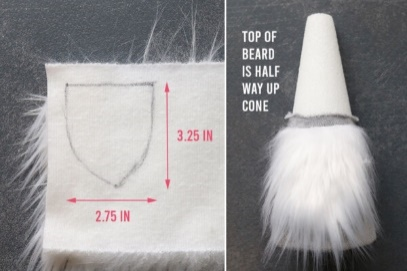 3.25 IN
2.75 IN
TOP OF
BEARD
IS HALF
WAY UP
CONE